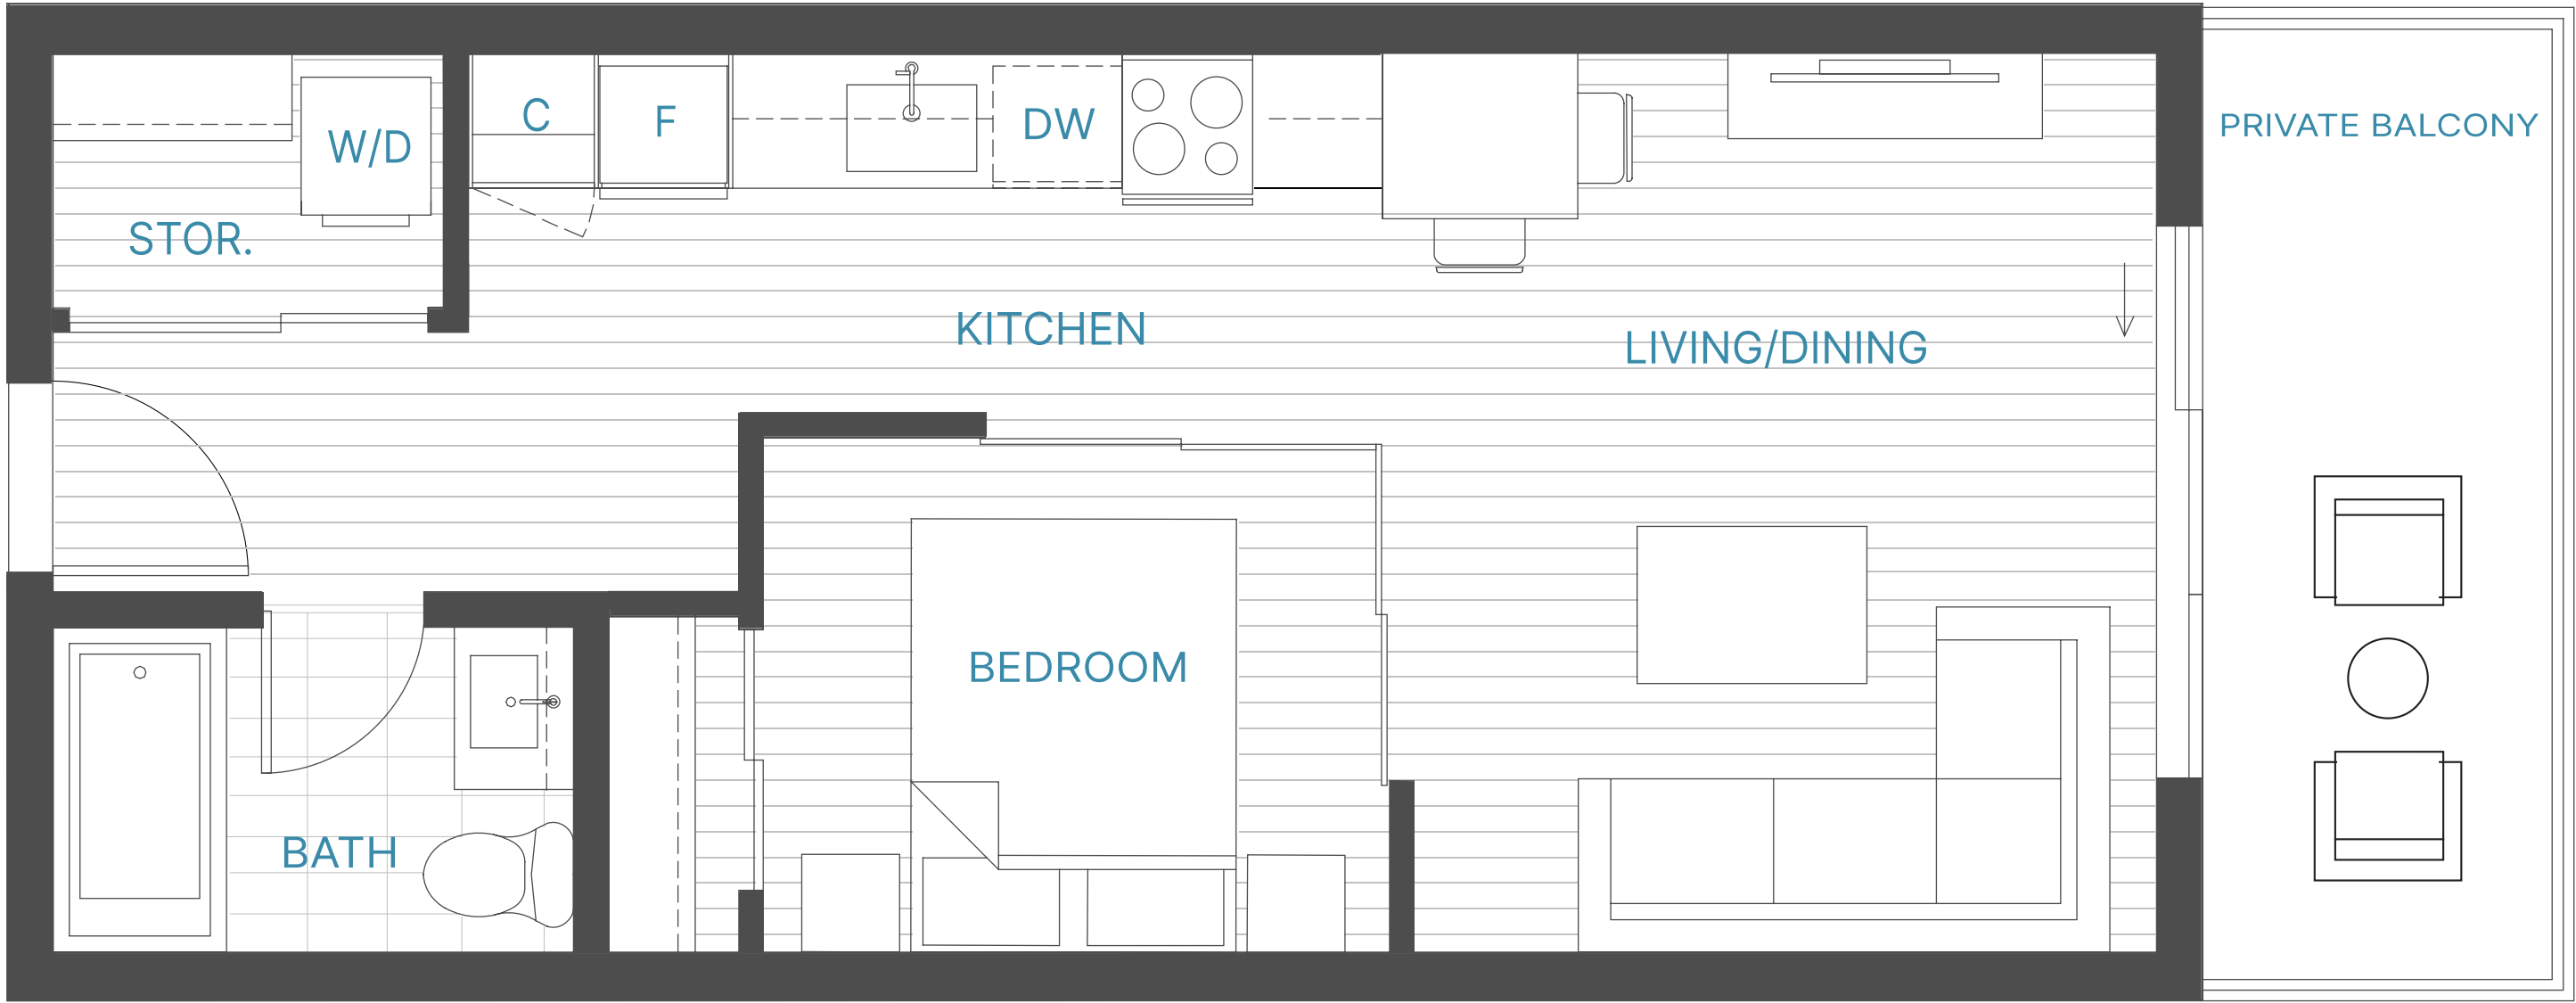 C
F
DW
W/D
PRIVATE BALCONY
STOR.
KITCHEN
LIVING/DINING
BEDROOM
BATH